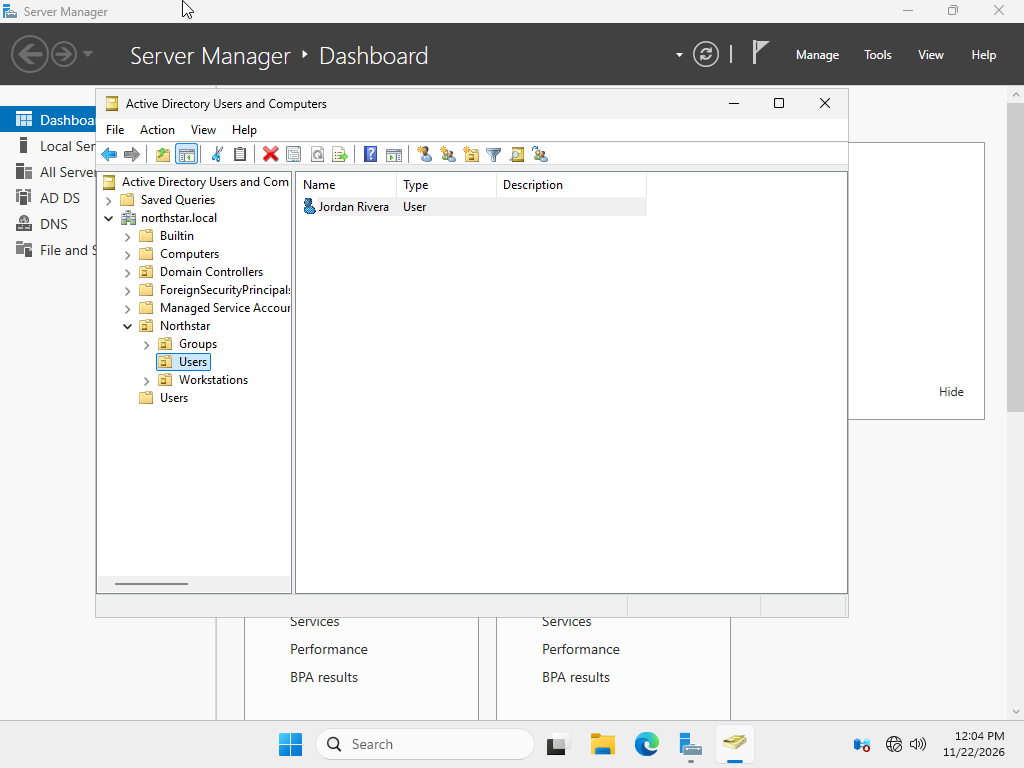 Server Manager
Server Manager
Dashboard
Manage
Tools
View
Help
Active Directory Users and Computers
File
Action
View
Help
Dashboa
Local Ser
All Server
AD DS
DNS
File and S
Active Directory Users and Com
Saved Queries
northstar.local
Builtin
Computers
Domain Controllers
ForeignSecurityPrincipals
Managed Service Accoun
Northstar
Groups
Users
Workstations
Users
Name
Type
Description
Jordan Rivera
User
Hide
Services
Performance
BPA results
Services
Performance
BPA results
Search
12:04 PM
11/22/2026